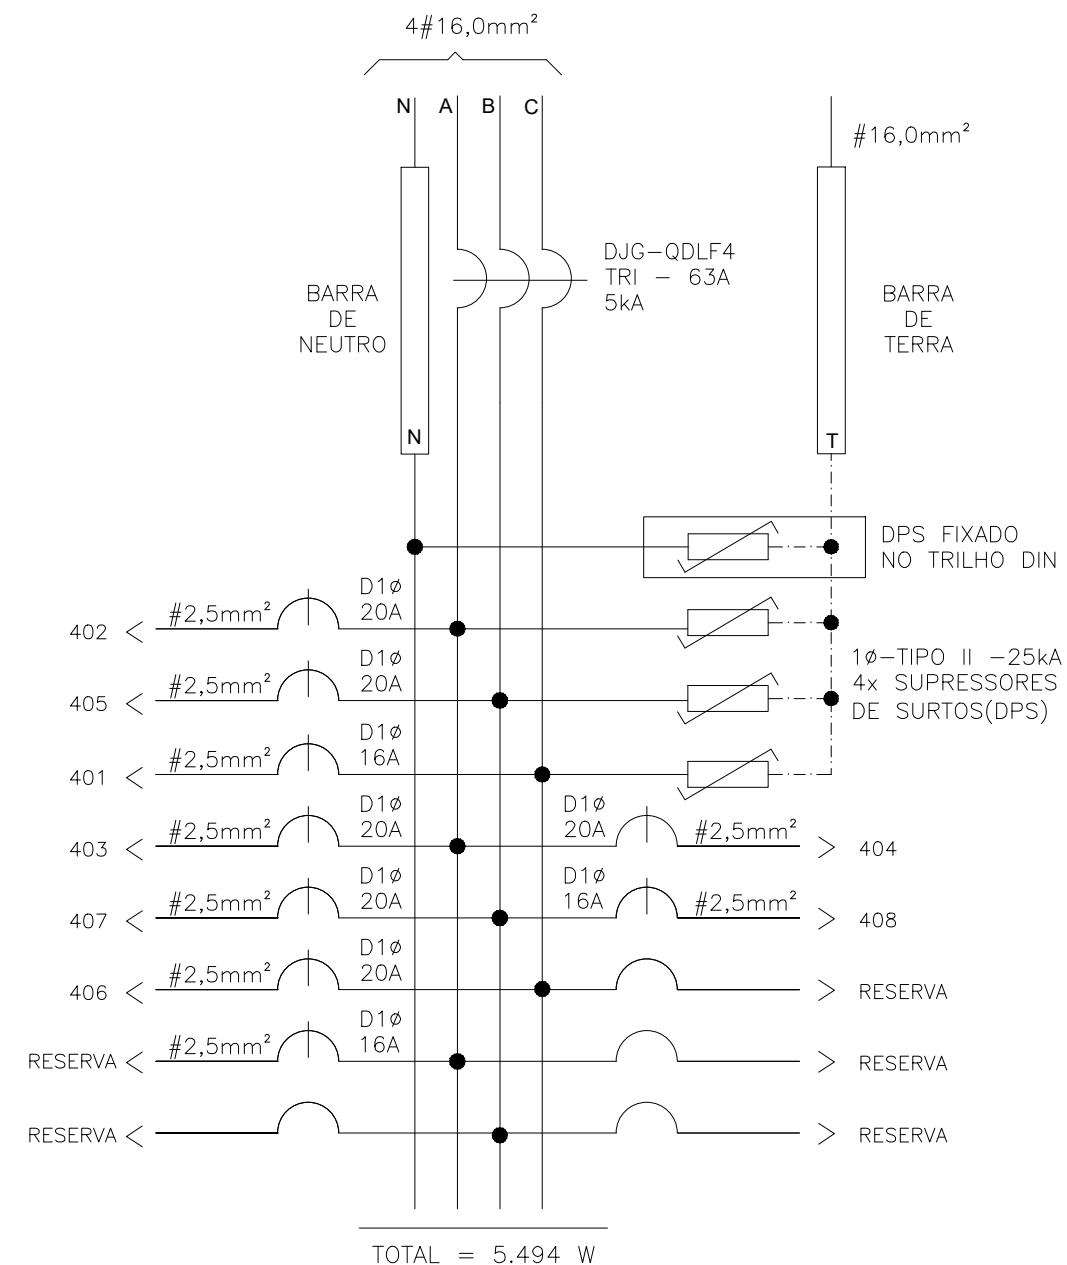 4#16,0mm²
N A B C
#16,0mm²
DJG-QDLF4
TRI - 63A
5kA
BARRA
DE
NEUTRO
BARRA
DE
TERRA
N
T
DPS FIXADO
NO TRILHO DIN
402
#2,5mm²
D1ø
20A
405
#2,5mm²
D1ø
20A
1ø-TIPO II -25kA
4x SUPRESSORES
DE SURTOS(DPS)
401
#2,5mm²
D1ø
16A
403
#2,5mm²
D1ø
20A
D1ø
20A
#2,5mm²
404
407
#2,5mm²
D1ø
20A
D1ø
16A
#2,5mm²
408
406
#2,5mm²
D1ø
20A
RESERVA
RESERVA
#2,5mm²
D1ø
16A
RESERVA
RESERVA
RESERVA
TOTAL = 5.494 W